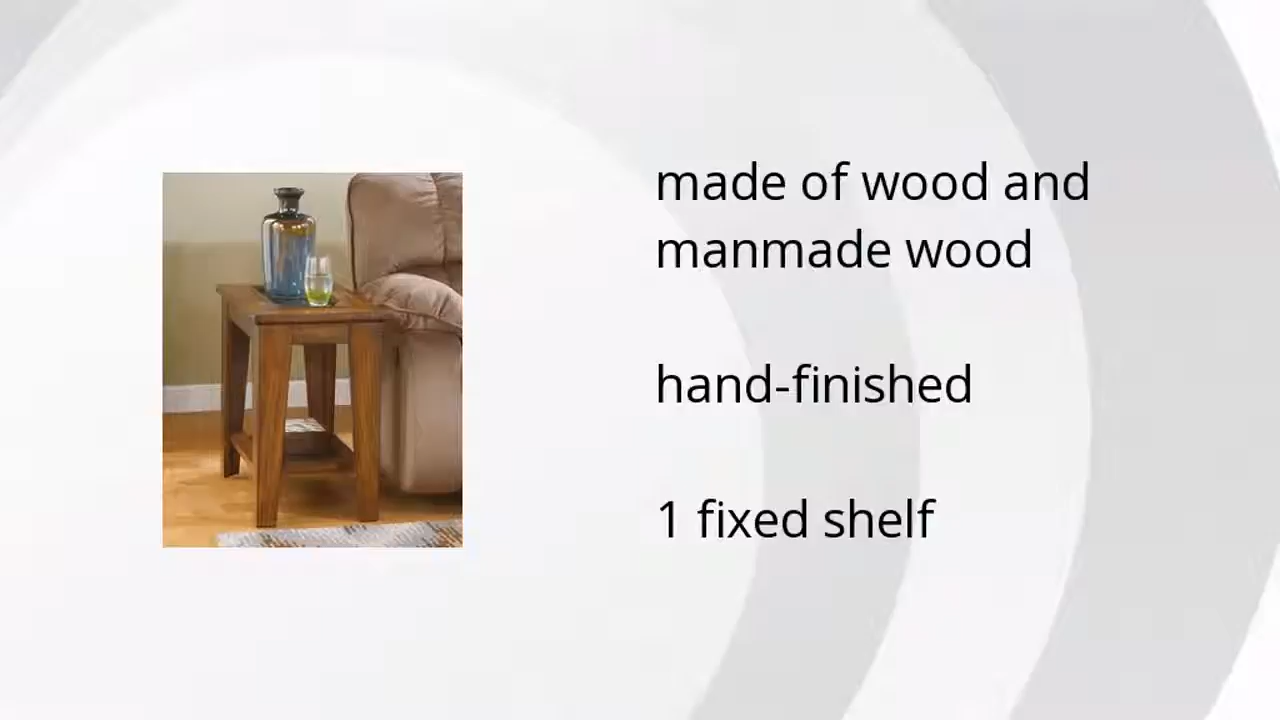 made of wood and
manmade wood
hand-finished
1 fixed shelf